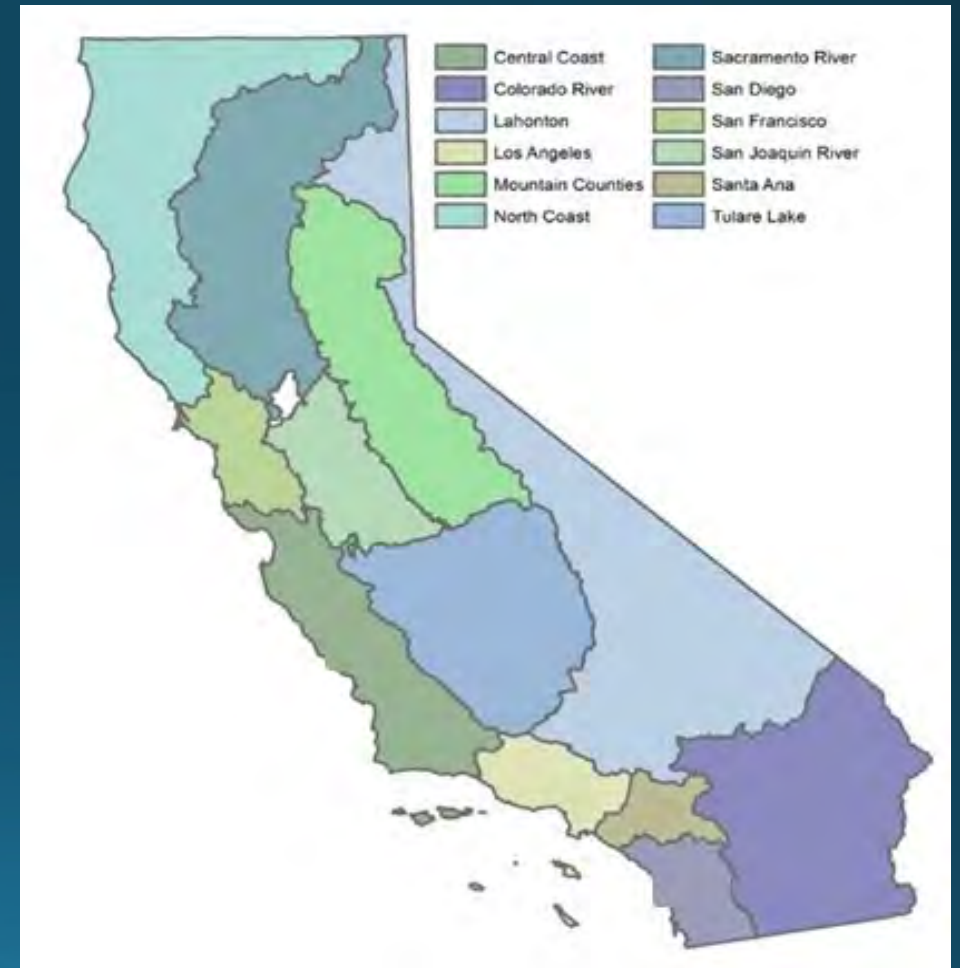 Central Coast
Colorado River
Lahonton
Los Angeles
Mountain Counties
North Coast
Sacramento River
San Diego
San Francisco
San Joaquin River
Santa Ana
Tulare Lake